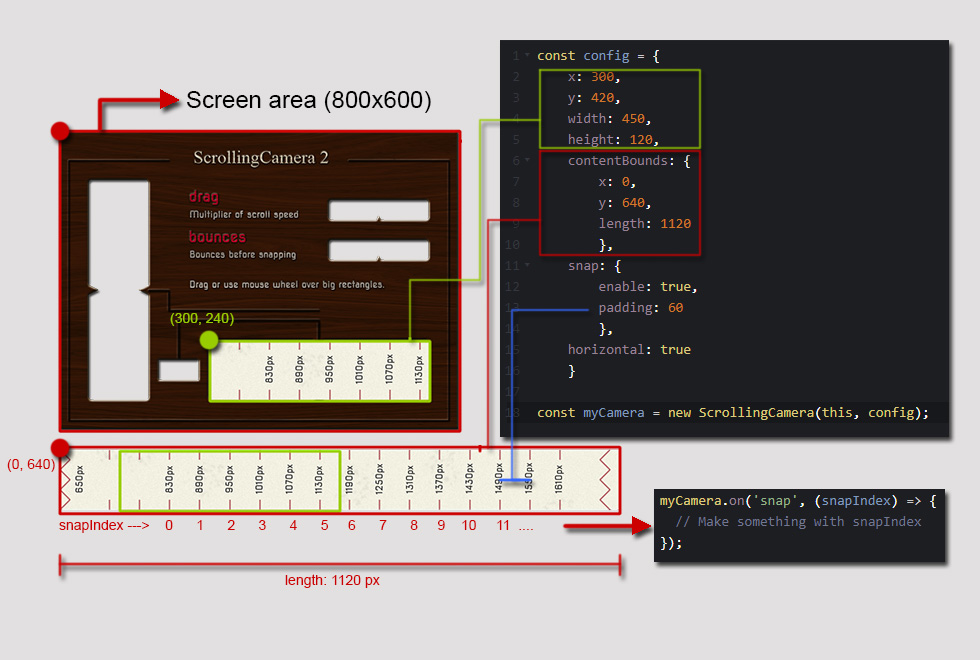 Screen area (800x600)
ScrollingCamera 2
drag
Multiplier of scroll speed
bounces
Bounces before snapping
Drag or use mouse wheel over big rectangles.
(300, 240)
830px
890px
950px
1010px
1070px
1130px
1 const config = {
2 x: 300,
3 y: 420,
4 width: 450,
5 height: 120,
6 contentBounds: {
7 x: 0,
8 y: 640,
9 length: 1120
10 },
11 snap: {
12 enable: true,
13 padding: 60
14 },
15 horizontal: true
16 }
17
18 const myCamera = new ScrollingCamera(this, config);
(0, 640)
650px
830px
890px
950px
1010px
1070px
1130px
1190px
1250px
1310px
1370px
1430px
1490px
1550px
1610px
snapIndex ---> 0 1 2 3 4 5 6 7 8 9 10 11 ....
myCamera.on('snap', (snapIndex) => {
// Make something with snapIndex
});
length: 1120 px